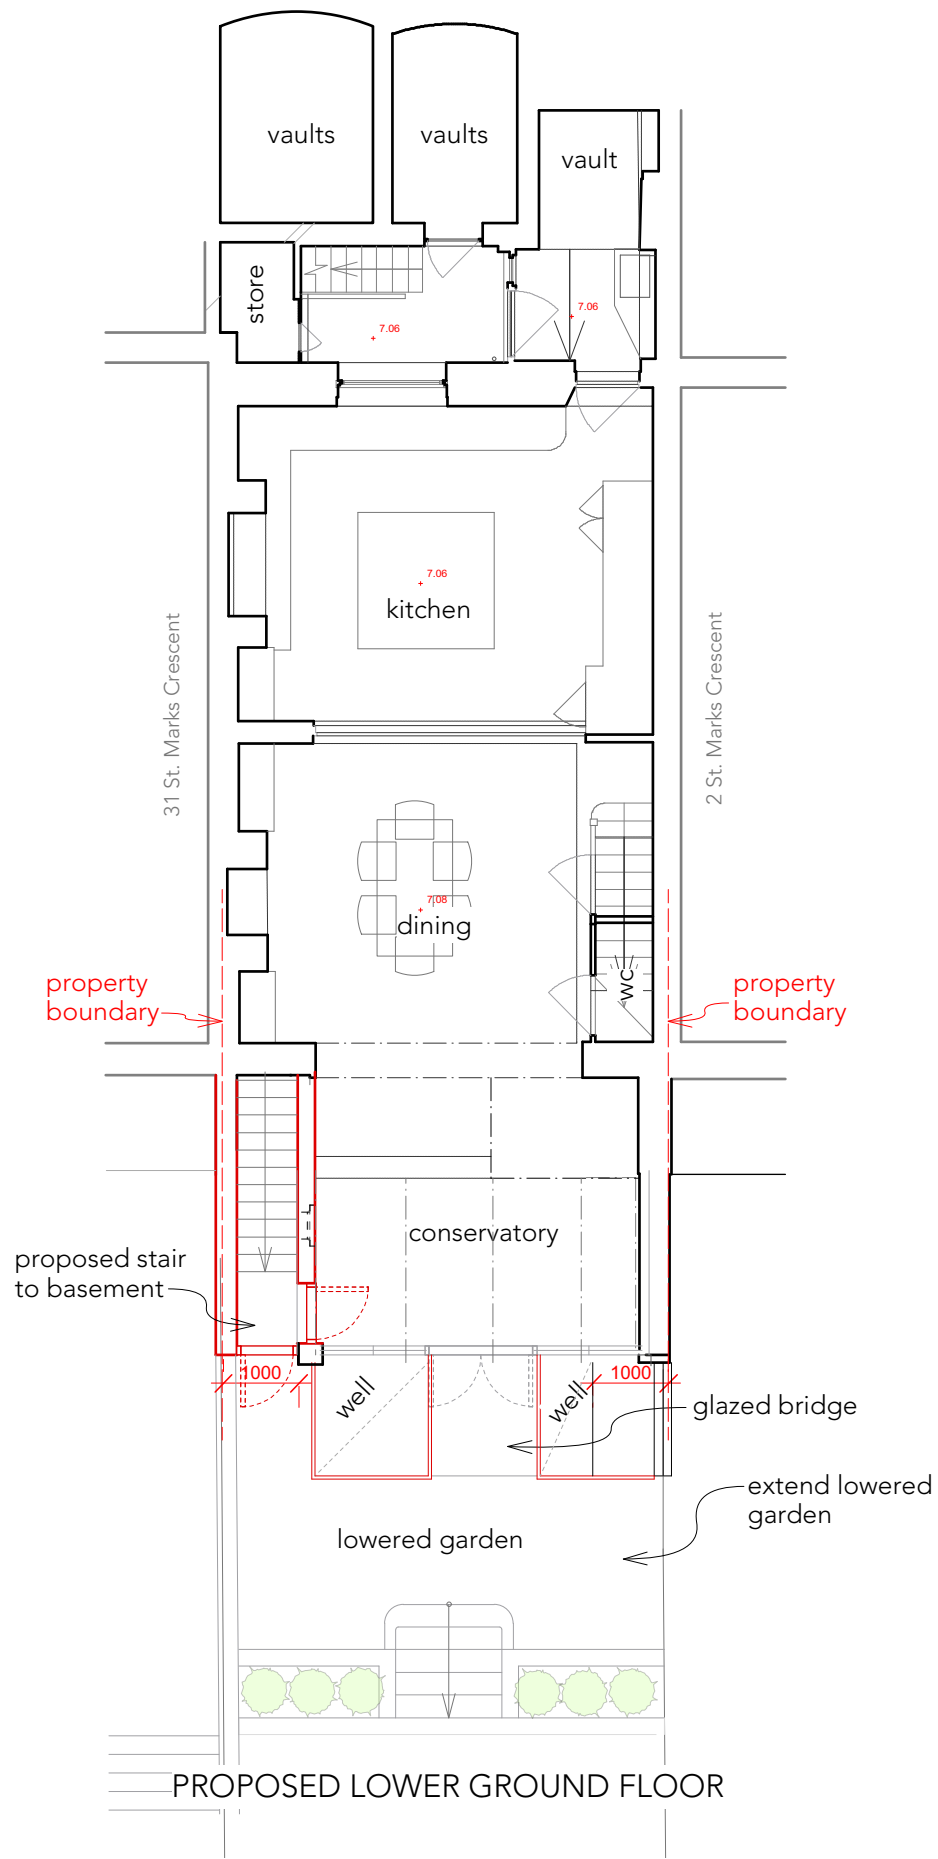 vaults
vaults
vault
store
7.06
7.06
7.06
kitchen
31 St. Marks Crescent
2 St. Marks Crescent
7.08
dining
wc
property
boundary
property
boundary
conservatory
proposed stair
to basement
1000
1000
well
well
glazed bridge
extend lowered
garden
lowered garden
PROPOSED LOWER GROUND FLOOR